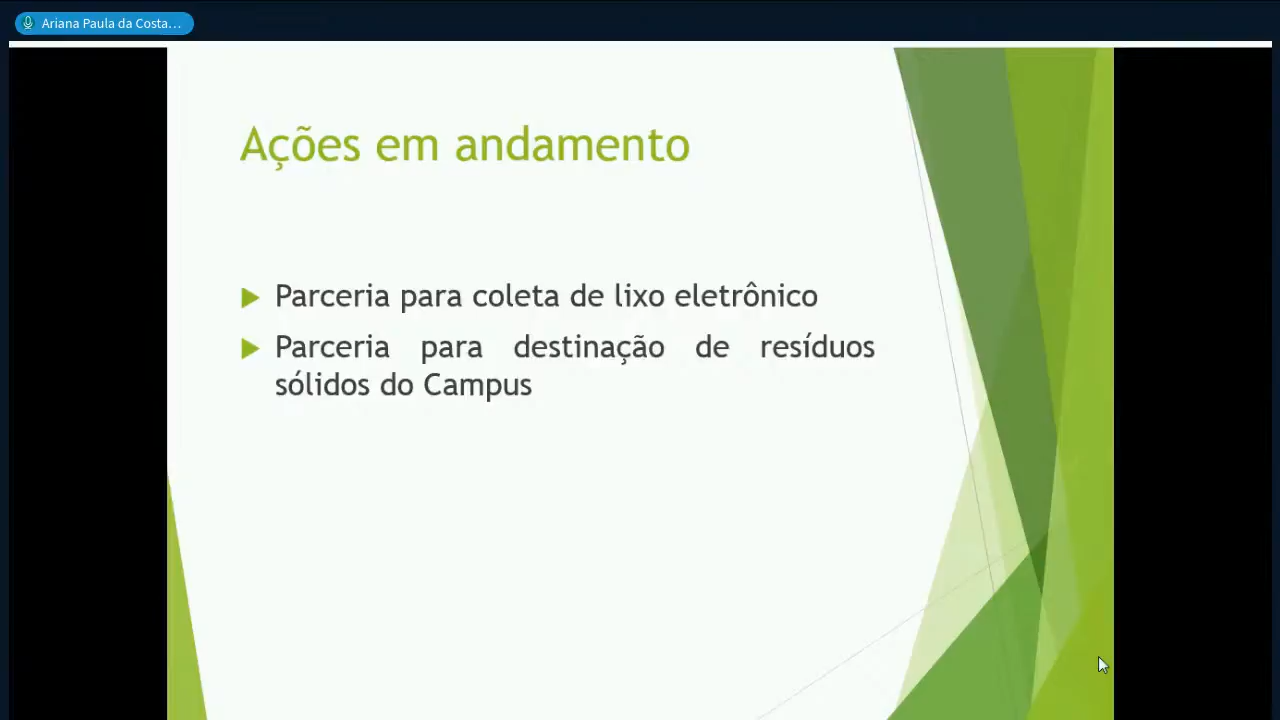 Ariana Paula da Costa...
Ações em andamento
Parceria para coleta de lixo eletrônico
Parceria para destinação de resíduos
sólidos do Campus